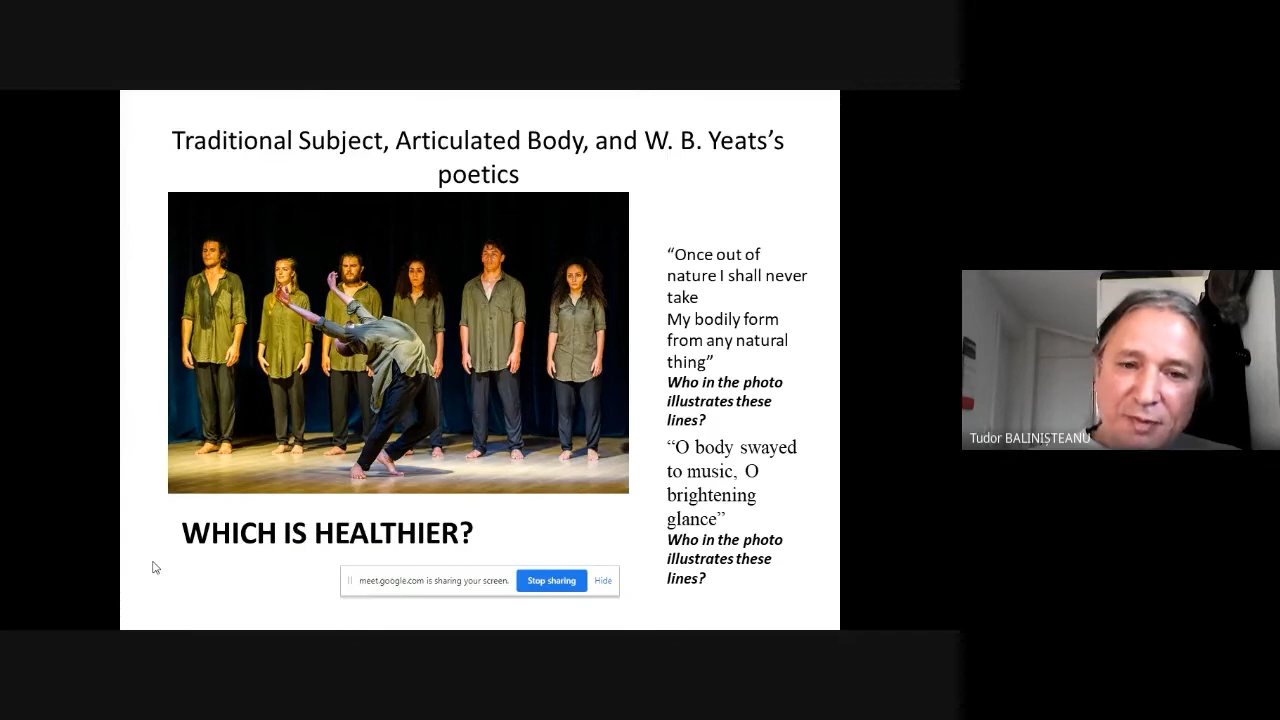 Traditional Subject, Articulated Body, and W. B. Yeats’s
poetics
“Once out of
nature I shall never
take
My bodily form
from any natural
thing”
Who in the photo
illustrates these
lines?
“O body swayed
to music, O
brightening
glance”
Who in the photo
illustrates these
lines?
WHICH IS HEALTHIER?
meet.google.com is sharing your screen.
Stop sharing
Hide
Tudor BALINIȘTEANU